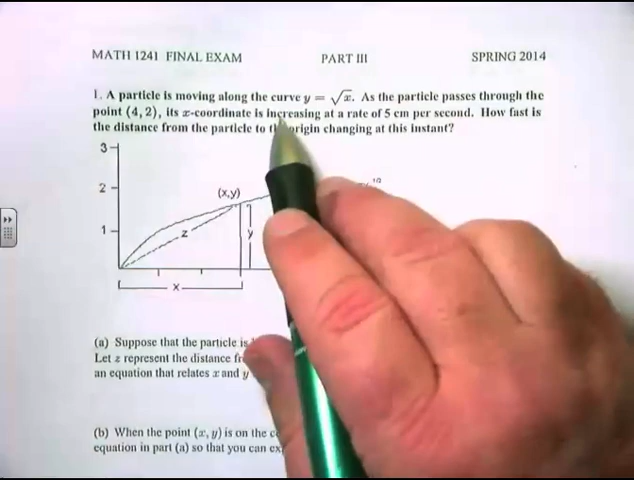 MATH 1241 FINAL EXAM PART III SPRING 2014
1. A particle is moving along the curve y = √x. As the particle passes through the
point (4, 2), its x-coordinate is increasing at a rate of 5 cm per second. How fast is
the distance from the particle to origin changing at this instant?
3
2
(x,y)
1
z
y
x
(a) Suppose that the particle is
Let z represent the distance
an equation that relates x and y
(b) When the point (x, y) is on the
equation in part (a) so that you can